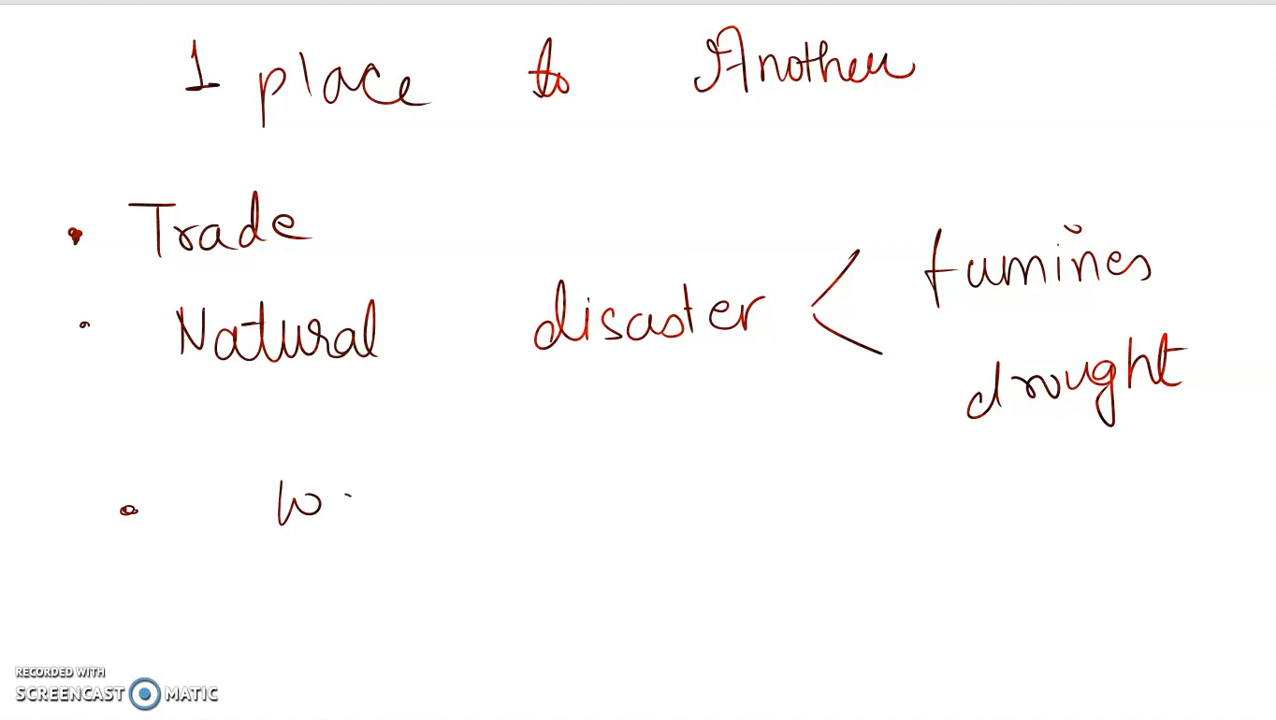 1 place to Another
• Trade
• Natural disaster < famines
drought
• w
RECORDED WITH
SCREENCAST MATIC